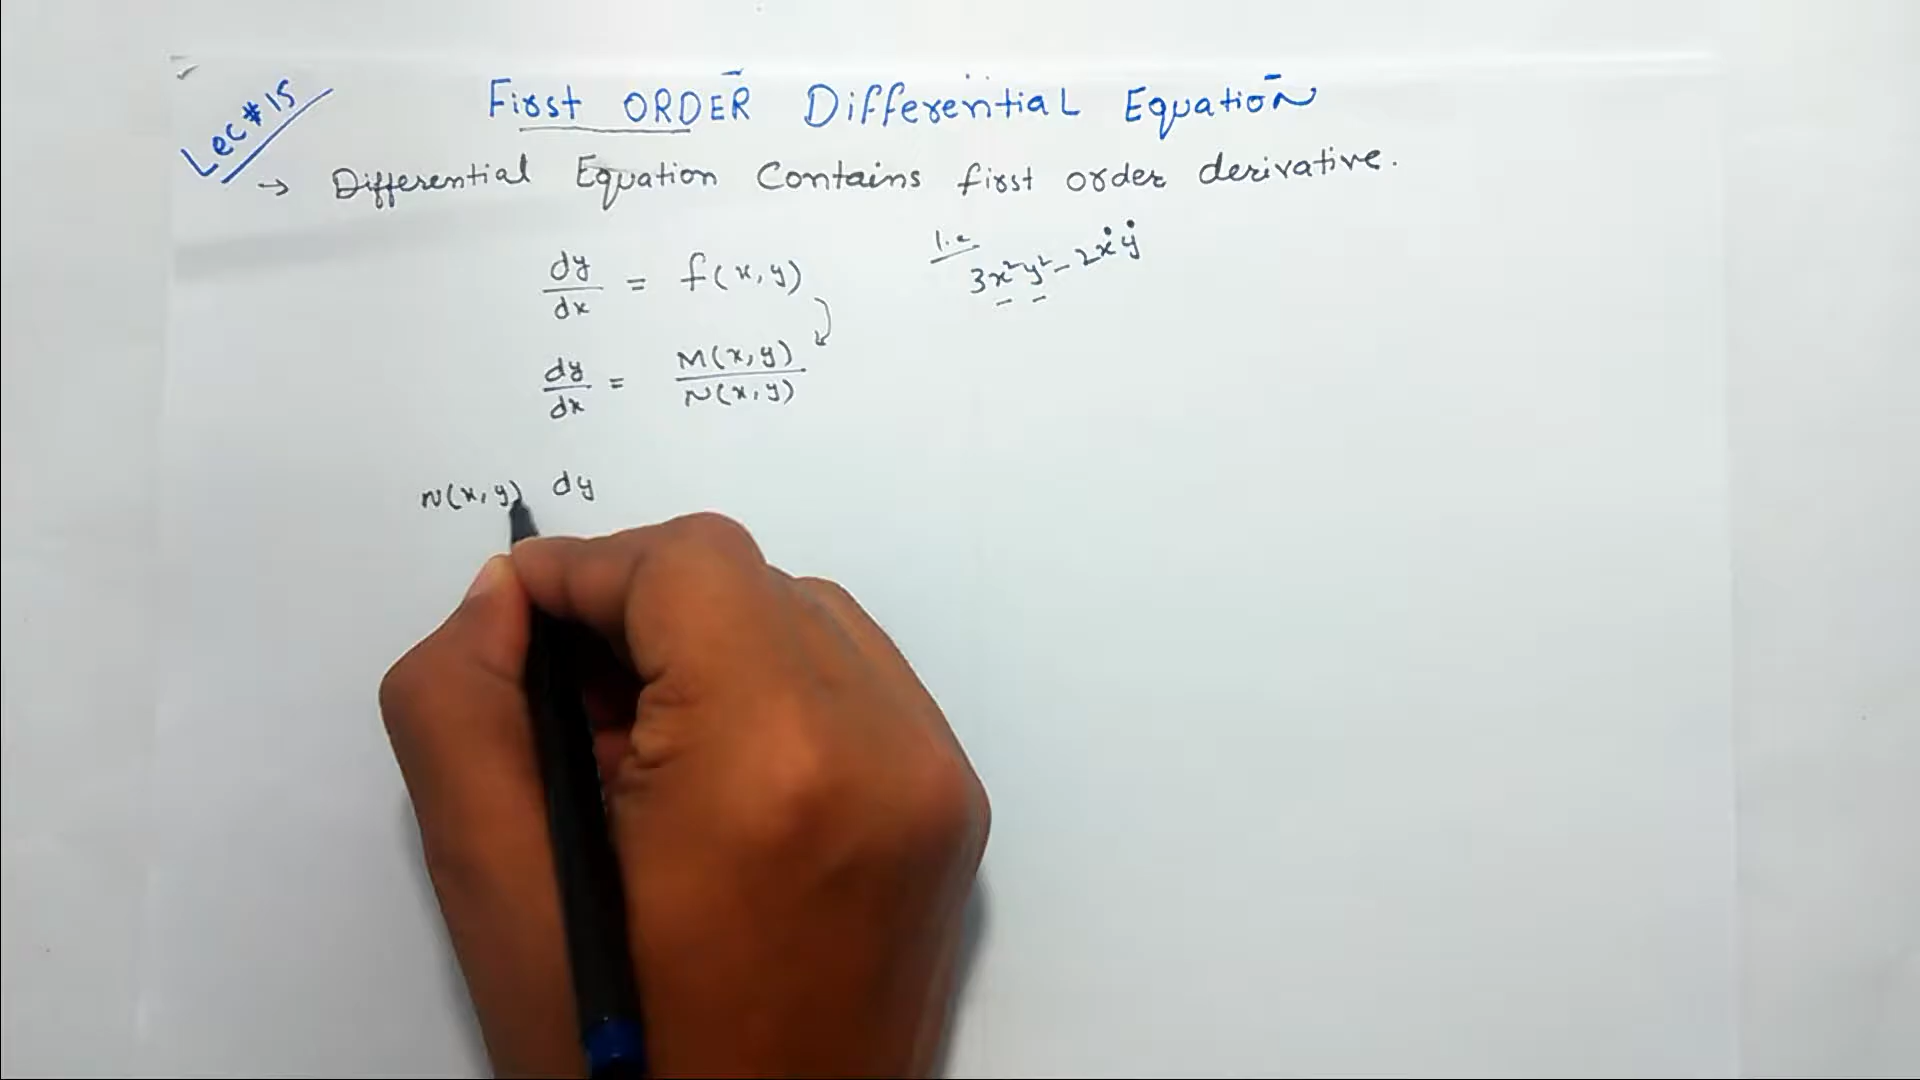 Lec # 15
First ORDER Differential Equation
→ Differential Equation Contains first order derivative.
dy/dx = f(x,y)
i.e 3x²y² - 2xy
dy/dx = M(x,y)/N(x,y)
N(x,y) dy